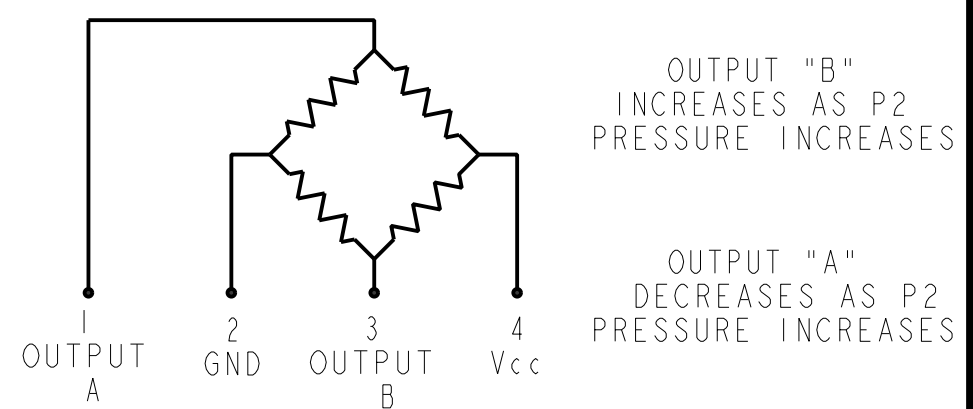 OUTPUT "B"
INCREASES AS P2
PRESSURE INCREASES
OUTPUT "A"
DECREASES AS P2
PRESSURE INCREASES
1 2 3 4
OUTPUT GND OUTPUT Vcc
A B